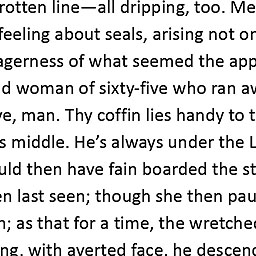 rotten line—all dripping, too. Me
feeling about seals, arising not on
agerness of what seemed the app
d woman of sixty-five who ran aw
ve, man. Thy coffin lies handy to t
s middle. He’s always under the L
uld then have fain boarded the st
en last seen; though she then pau
n; as that for a time, the wretched
ng, with averted face, he descend